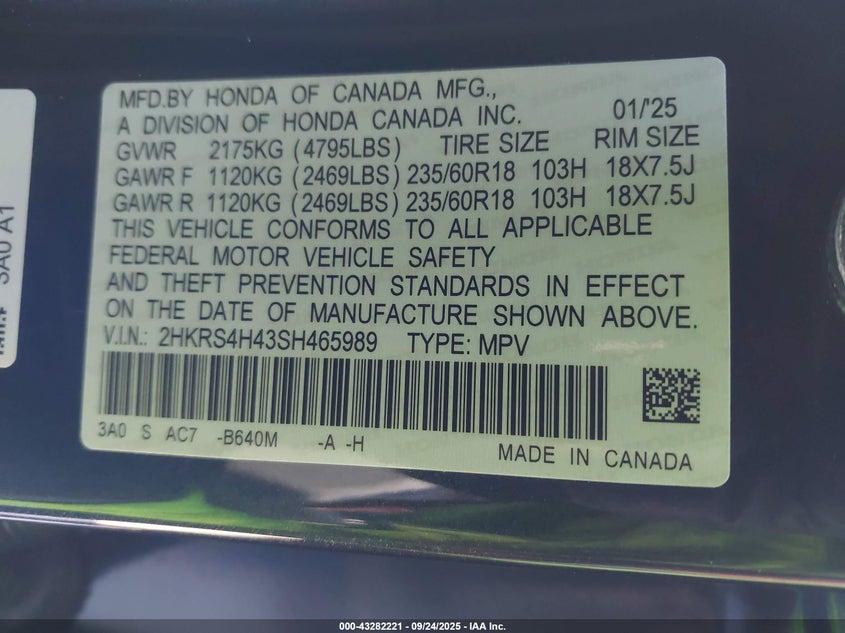 MFD.BY HONDA OF CANADA MFG.,
A DIVISION OF HONDA CANADA INC. 01/'25
GVWR 2175KG (4795LBS) TIRE SIZE RIM SIZE
GAWR F 1120KG (2469LBS) 235/60R18 103H 18X7.5J
GAWR R 1120KG (2469LBS) 235/60R18 103H 18X7.5J
THIS VEHICLE CONFORMS TO ALL APPLICABLE
FEDERAL MOTOR VEHICLE SAFETY
AND THEFT PREVENTION STANDARDS IN EFFECT
ON THE DATE OF MANUFACTURE SHOWN ABOVE.
V.I.N.: 2HKRS4H43SH465989 TYPE: MPV
3A0 S AC7 -B640M -A -H
MADE IN CANADA
3A0 A1
000-43282221 - 09/24/2025 - IAA Inc.